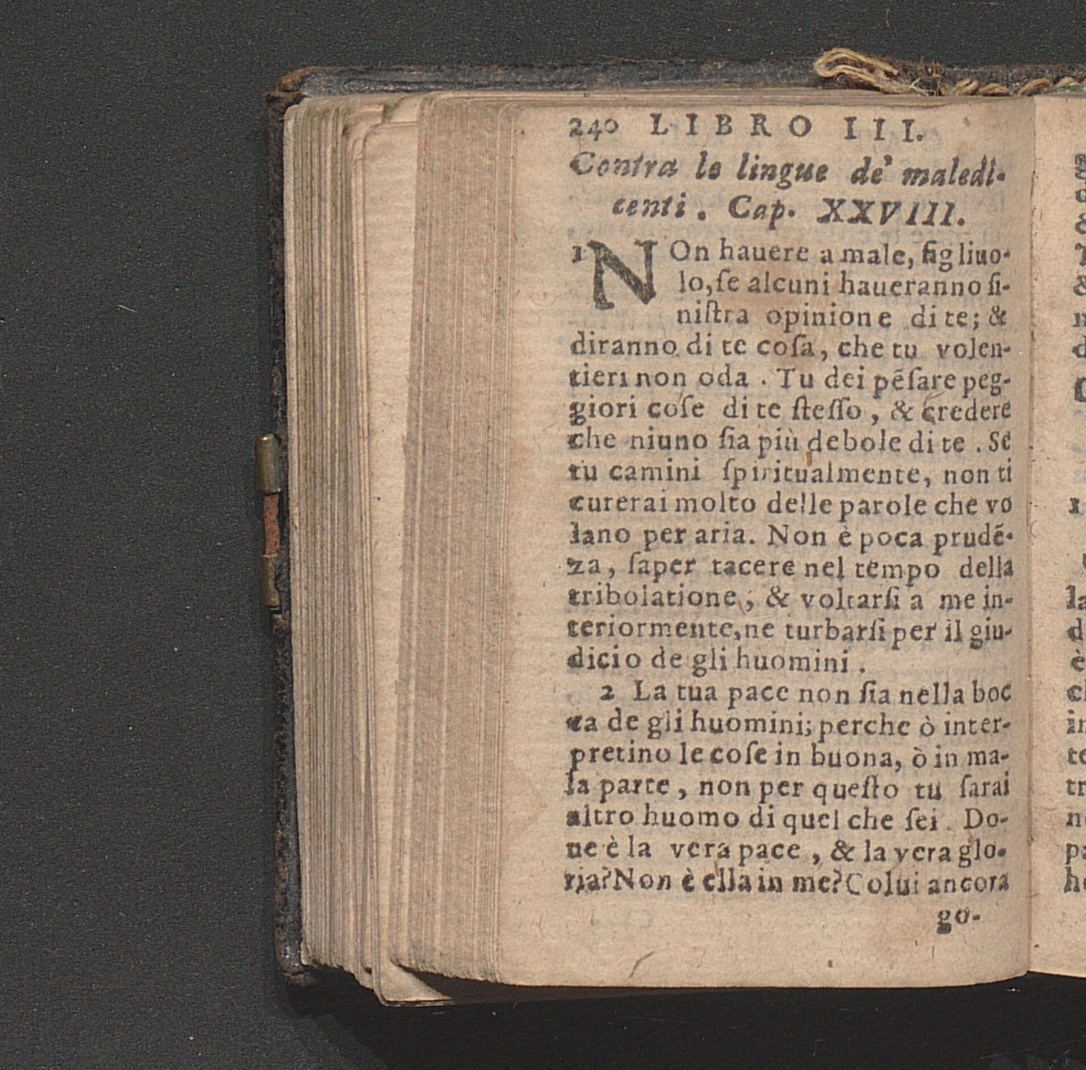 240 LIBRO III.
Contra le lingue de' maledi-
centi. Cap. XXVIII.
1 NOn hauere a male, figliuo-
lo, ſe alcuni haueranno ſi-
niſtra opinione di te; &
diranno di te coſa, che tu volen-
tieri non oda. Tu dei pẽſare peg-
giori coſe di te ſteſſo, & credere
che niuno ſia più debole di te. Se
tu camini ſpiritualmente, non ti
curerai molto delle parole che vo
lano per aria. Non è poca prudẽ-
za, ſaper tacere nel tempo della
tribolatione, & voltarſi a me in-
teriormente, ne turbarſi per il giu-
dicio de gli huomini.
2 La tua pace non ſia nella boc
ca de gli huomini; perche ò inter-
pretino le coſe in buona, ò in ma-
la parte, non per queſto tu ſarai
altro huomo di quel che ſei. Do-
ue è la vera pace, & la vera glo-
ria? Non è ella in me? Colui ancora
go-